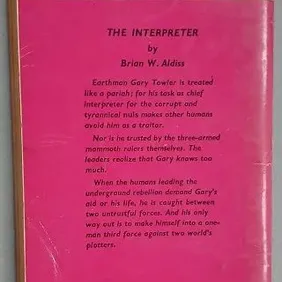 THE INTERPRETER
by
Brian W. Aldiss
Earthman Gary Towler is treated
like a pariah; for his task as chief
interpreter for the corrupt and
tyrannical nuls makes other humans
avoid him as a traitor.
Nor is he trusted by the three-armed
mammoth rulers themselves. The
leaders realize that Gary knows too
much.
When the humans leading the
underground rebellion demand Gary's
aid or his life, he is caught between
two untrustful forces. And his only
way out is to make himself into a one-
man third force against two world's
plotters.